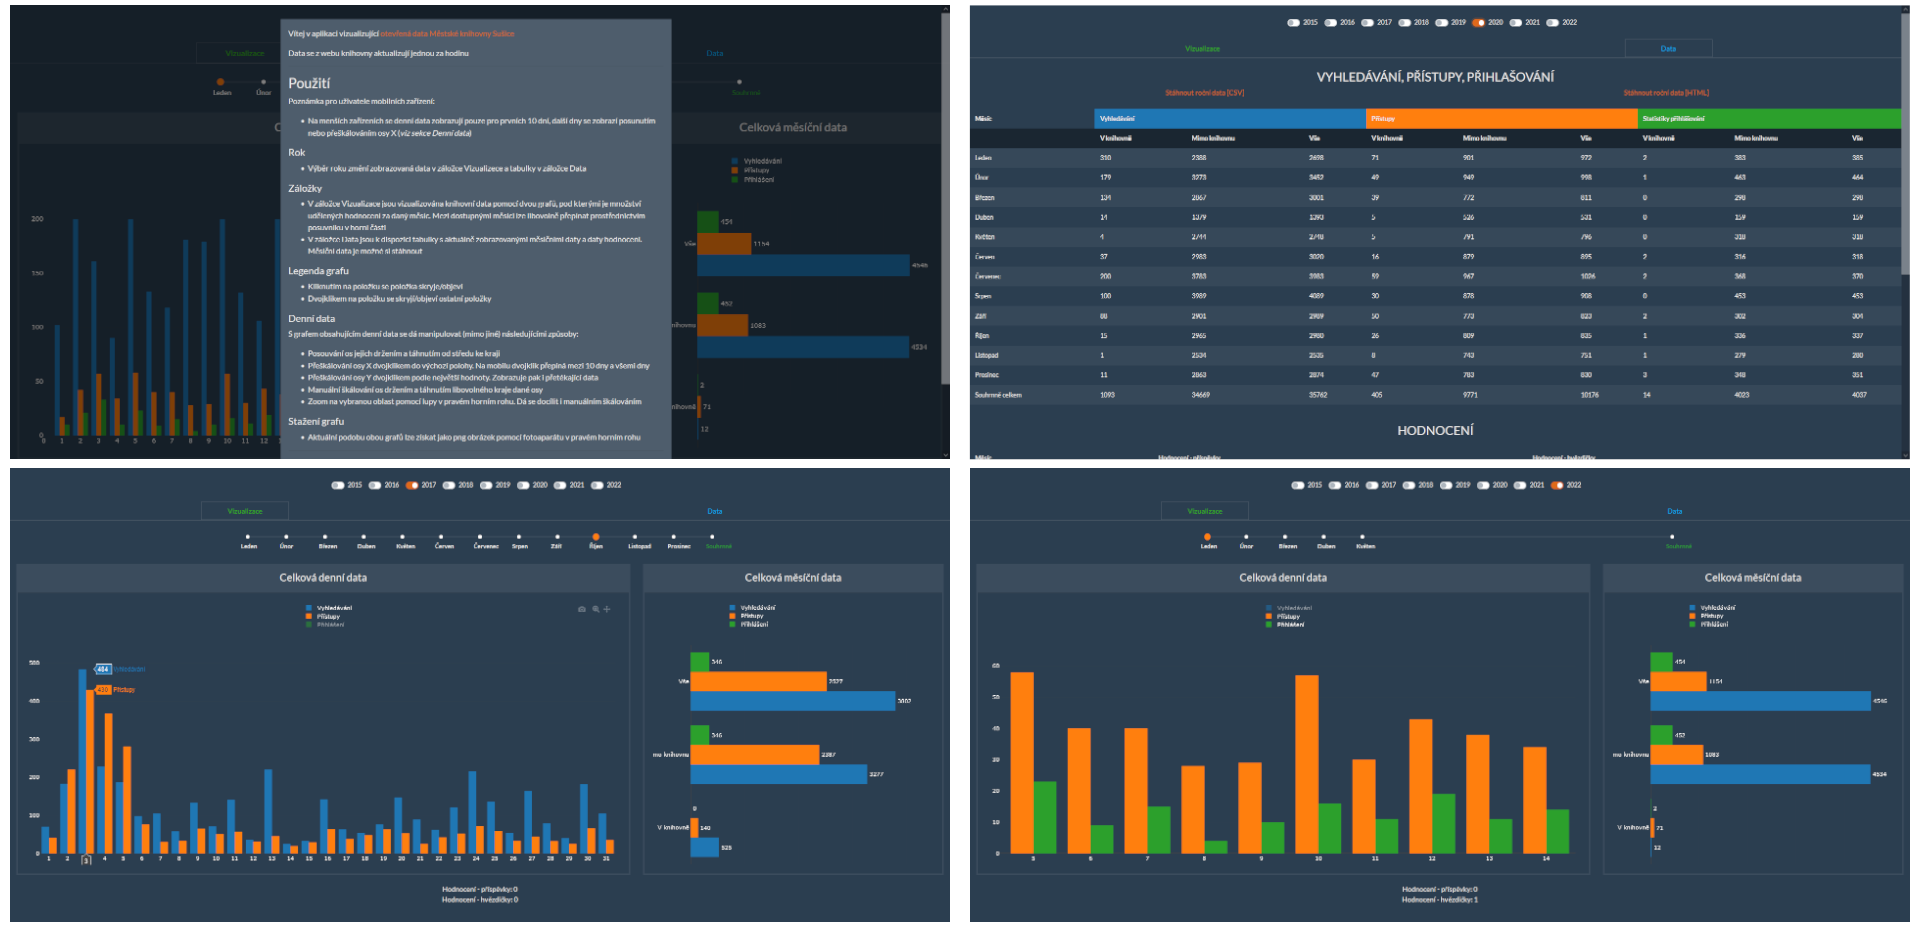 Vítej v aplikaci vizualizující otevřená data Městské knihovny Sušice
Data se z webu knihovny aktualizují jednou za hodinu
Použití
Poznámka pro uživatele mobilních zařízení:
• Na menších zařízeních se denní data zobrazují pouze pro prvních 10 dní, další dny se zobrazí posunutím
nebo přeškálováním osy X (viz sekce Denní data)
Rok
• Výběr roku změní zobrazovaná data v záložce Vizualizace a tabulky v záložce Data
Záložky
• V záložce Vizualizace jsou vizualizována knihovní data pomocí dvou grafů, pod kterými je množství
udělených hodnocení za daný měsíc. Mezi dostupnými měsíci lze libovolně přepínat prostřednictvím
posuvníku v horní části
• V záložce Data jsou k dispozici tabulky s aktuálně zobrazovanými měsíčními daty a daty hodnocení.
Měsíční data je možné si stáhnout
Legenda grafu
• Kliknutím na položku se položka skryje/objeví
• Dvojklikem na položku se skryjí/objeví ostatní položky
Denní data
S grafem obsahujícím denní data se dá manipulovat (mimo jiné) následujícími způsoby:
• Posouvání os jejich držením a táhnutím od středu ke kraji
• Přeškálování osy X dvojklikem do výchozí polohy. Na mobilu dvojklik přepíná mezi 10 dny a všemi dny
• Přeškálování osy Y dvojklikem podle největší hodnoty. Zobrazuje pak i přetékající data
• Manuální škálování os držením a táhnutím libovolného kraje dané osy
• Zoom na vybranou oblast pomocí lupy v pravém horním rohu. Dá se docílit i manuálním škálováním
Stažení grafu
• Aktuální podobu obou grafů lze získat jako png obrázek pomocí fotoaparátu v pravém horním rohu
Vizualizace Data
Leden Únor Souhrnné
Celková měsíční data
Vyhledávání
Přístupy
Přihlášení
200
150
100
50
0
0 1 2 3 4 5 6 7 8 9 10 11 12
Vše 454 1154 4546
452 1083 4534
2 71 12
2015 2016 2017 2018 2019 2020 2021 2022
Vizualizace Data
VYHLEDÁVÁNÍ, PŘÍSTUPY, PŘIHLAŠOVÁNÍ
Stáhnout roční data [CSV] Stáhnout roční data [HTML]
Měsíc Vyhledávání Přístupy Statistiky přihlašování
V knihovně Mimo knihovnu Vše V knihovně Mimo knihovnu Vše V knihovně Mimo knihovnu Vše
Leden 310 2388 2698 71 901 972 2 383 385
Únor 179 3273 3452 49 949 998 1 463 464
Březen 134 2867 3001 39 772 811 0 298 298
Duben 14 1379 1393 5 526 531 0 159 159
Květen 4 2744 2748 5 791 796 0 318 318
Červen 37 2983 3020 16 879 895 2 316 318
Červenec 200 3783 3983 59 967 1026 2 368 370
Srpen 100 3989 4089 30 878 908 0 453 453
Září 88 2901 2989 50 773 823 2 302 304
Říjen 15 2965 2980 26 809 835 1 336 337
Listopad 1 2534 2535 8 743 751 1 279 280
Prosinec 11 2863 2874 47 783 830 3 348 351
Souhrnné celkem 1093 34669 35762 405 9771 10176 14 4023 4037
HODNOCENÍ
Měsíc Hodnocení - příspěvky Hodnocení - hvězdičky
2015 2016 2017 2018 2019 2020 2021 2022
Vizualizace Data
Leden Únor Březen Duben Květen Červen Červenec Srpen Září Říjen Listopad Prosinec Souhrnné
Celková denní data
Vyhledávání
Přístupy
Přihlášení
500
400
300
200
100
0
484 Vyhledávání
430 Přístupy
1 2 3 4 5 6 7 8 9 10 11 12 13 14 15 16 17 18 19 20 21 22 23 24 25 26 27 28 29 30 31
Celková měsíční data
Vyhledávání
Přístupy
Přihlášení
Vše 346 2527 3802
mo knihovnu 346 2387 3277
V knihovně 0 140 525
Hodnocení - příspěvky: 0
Hodnocení - hvězdičky: 0
2015 2016 2017 2018 2019 2020 2021 2022
Vizualizace Data
Leden Únor Březen Duben Květen Souhrnné
Celková denní data
Vyhledávání
Přístupy
Přihlášení
60
50
40
30
20
10
0
5 6 7 8 9 10 11 12 13 14
Celková měsíční data
Vyhledávání
Přístupy
Přihlášení
Vše 454 1154 4546
mo knihovnu 452 1083 4534
V knihovně 2 71 12
Hodnocení - příspěvky: 0
Hodnocení - hvězdičky: 1